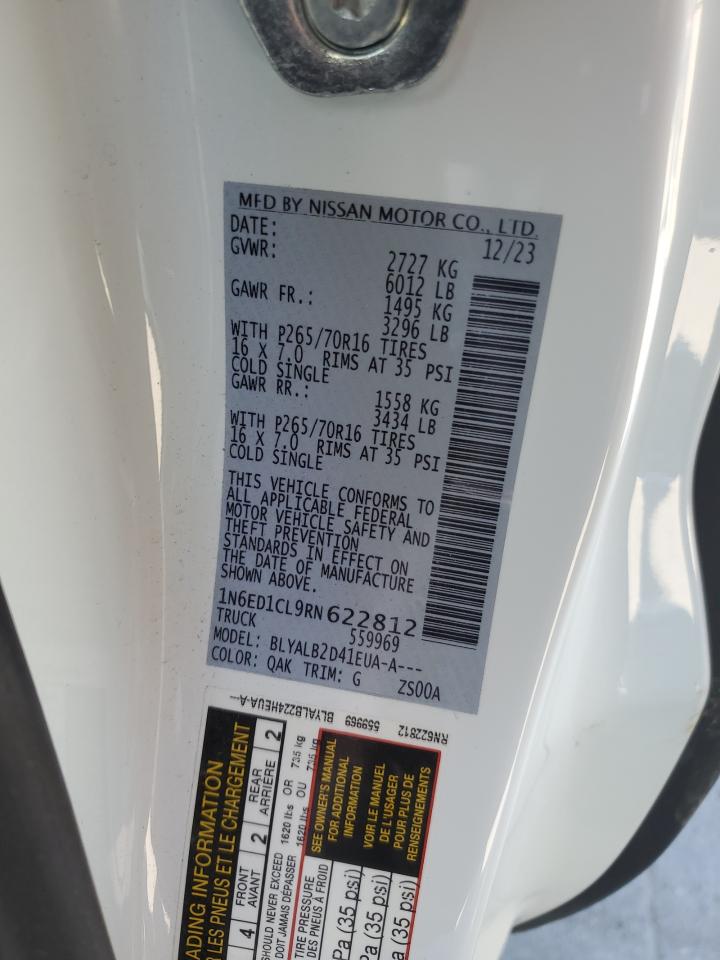 MFD BY NISSAN MOTOR CO., LTD.
DATE: 12/23
GVWR: 2727 KG
6012 LB
GAWR FR.: 1495 KG
3296 LB
WITH P265/70R16 TIRES
16 X 7.0 RIMS AT 35 PSI
COLD SINGLE
GAWR RR.: 1558 KG
3434 LB
WITH P265/70R16 TIRES
16 X 7.0 RIMS AT 35 PSI
COLD SINGLE
THIS VEHICLE CONFORMS TO
ALL APPLICABLE FEDERAL
MOTOR VEHICLE SAFETY AND
THEFT PREVENTION
STANDARDS IN EFFECT ON
THE DATE OF MANUFACTURE
SHOWN ABOVE.
1N6ED1CL9RN622812
TRUCK 559969
MODEL: BLYALB2D41EUA-A---
COLOR: QAK TRIM: G ZS00A
RN622812 559969 BLYALBZ24HEUA-A---
ADING INFORMATION
LES PNEUS ET LE CHARGEMENT
4 FRONT 2 REAR 2
AVANT ARRIÈRE
SHOULD NEVER EXCEED 1620 lbs OR 735 kg
DOIT JAMAIS DÉPASSER 1620 lbs OU 735 kg
TIRE PRESSURE
DES PNEUS À FROID
SEE OWNER'S MANUAL
FOR ADDITIONAL
INFORMATION
VOIR LE MANUEL
DE L'USAGER
POUR PLUS DE
RENSEIGNEMENTS
Pa (35 psi)
Pa (35 psi)
a (35 psi)